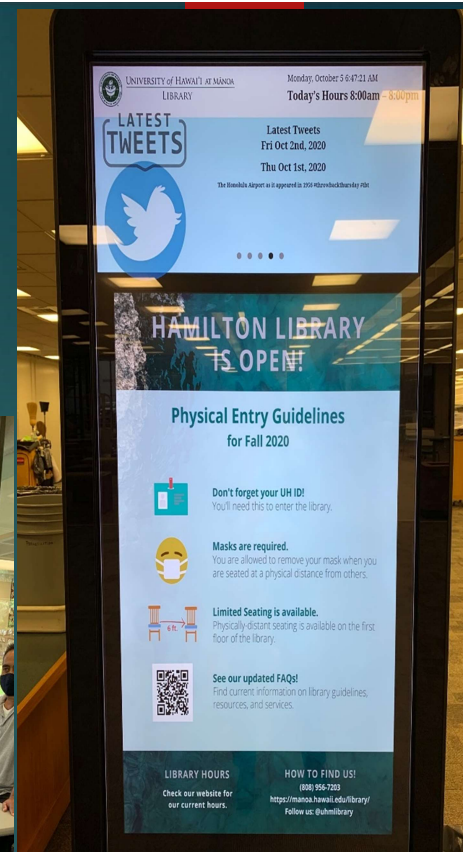 UNIVERSITY of HAWAI'I AT MĀNOA
LIBRARY
Monday, October 5 6:47:21 AM
Today's Hours 8:00am – 8:00pm
LATEST
TWEETS
Latest Tweets
Fri Oct 2nd, 2020
Thu Oct 1st, 2020
The Honolulu Airport as it appeared in 1959 #throwbackthursday #tbt
HAMILTON LIBRARY
IS OPEN!
Physical Entry Guidelines
for Fall 2020
Don't forget your UH ID!
You'll need this to enter the library.
Masks are required.
You are allowed to remove your mask when you
are seated at a physical distance from others.
6 ft.
Limited Seating is available.
Physically-distant seating is available on the first
floor of the library.
See our updated FAQs!
Find current information on library guidelines,
resources, and services.
LIBRARY HOURS
Check our website for
our current hours.
HOW TO FIND US!
(808) 956-7203
https://manoa.hawaii.edu/library/
Follow us: @uhmlibrary